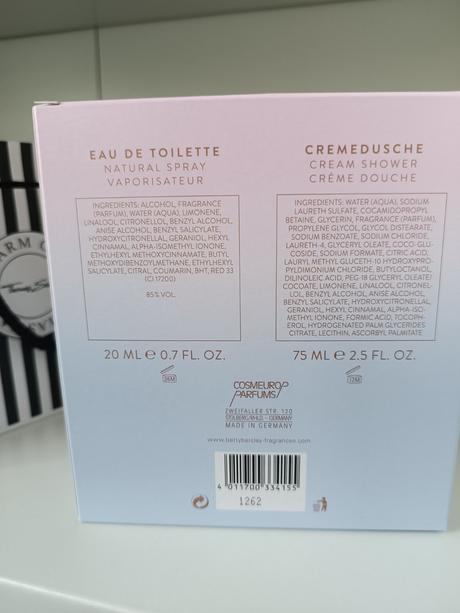 EAU DE TOILETTE
NATURAL SPRAY
VAPORISATEUR
INGREDIENTS: ALCOHOL, FRAGRANCE
(PARFUM), WATER (AQUA), LIMONENE,
LINALOOL, CITRONELLOL, BENZYL ALCOHOL,
ANISE ALCOHOL, BENZYL SALICYLATE,
HYDROXYCITRONELLAL, GERANIOL, HEXYL
CINNAMAL, ALPHA-ISOMETHYL IONONE,
ETHYLHEXYL METHOXYCINNAMATE, BUTYL
METHOXYDIBENZOYLMETHANE, ETHYLHEXYL
SALICYLATE, CITRAL, COUMARIN, BHT, RED 33
(CI 17200)
85% VOL.
20 ML e 0.7 FL. OZ.
36M
CREMEDUSCHE
CREAM SHOWER
CRÈME DOUCHE
INGREDIENTS: WATER (AQUA), SODIUM
LAURETH SULFATE, COCAMIDOPROPYL
BETAINE, GLYCERIN, FRAGRANCE (PARFUM),
PROPYLENE GLYCOL, GLYCOL DISTEARATE,
SODIUM BENZOATE, SODIUM CHLORIDE,
LAURETH-4, GLYCERYL OLEATE, COCO-GLU-
COSIDE, SODIUM FORMATE, CITRIC ACID,
LAURYL METHYL GLUCETH-10 HYDROXYPRO-
PYLDIMONIUM CHLORIDE, BUTYLOCTANOL,
DILINOLEIC ACID, PEG-18 GLYCERYL OLEATE/
COCOATE, LIMONENE, LINALOOL, CITRONEL-
LOL, BENZYL ALCOHOL, ANISE ALCOHOL,
BENZYL SALICYLATE, HYDROXYCITRONELLAL,
GERANIOL, HEXYL CINNAMAL, ALPHA-ISO-
METHYL IONONE, FORMIC ACID, TOCOPH-
EROL, HYDROGENATED PALM GLYCERIDES
CITRATE, LECITHIN, ASCORBYL PALMITATE
75 ML e 2.5 FL. OZ.
12M
COSMEUROP
PARFUMS
ZWEIFALLER STR. 120
STOLBERG/RHLD. - GERMANY
MADE IN GERMANY
www.bettybarclay-fragrances.com
4 011700 334155
1262